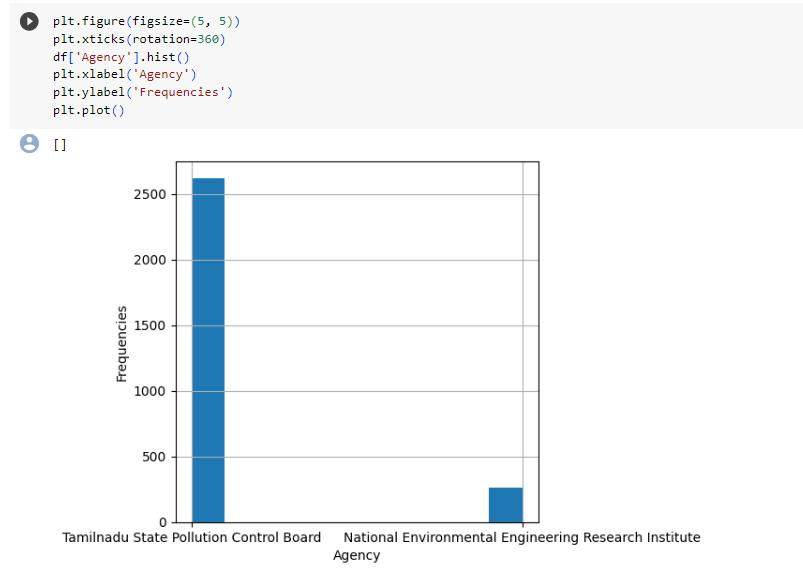 plt.figure(figsize=(5, 5))
plt.xticks(rotation=360)
df['Agency'].hist()
plt.xlabel('Agency')
plt.ylabel('Frequencies')
plt.plot()
[]
2500
2000
1500
1000
500
0
Frequencies
Tamilnadu State Pollution Control Board National Environmental Engineering Research Institute
Agency